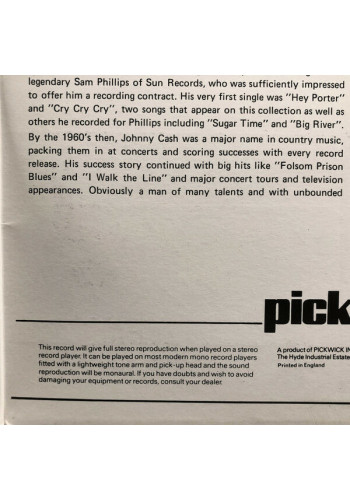 legendary Sam Phillips of Sun Records, who was sufficiently impressed
to offer him a recording contract. His very first single was "Hey Porter"
and "Cry Cry Cry", two songs that appear on this collection as well as
others he recorded for Phillips including "Sugar Time" and "Big River".
By the 1960's then, Johnny Cash was a major name in country music,
packing them in at concerts and scoring successes with every record
release. His success story continued with big hits like "Folsom Prison
Blues" and "I Walk the Line" and major concert tours and television
appearances. Obviously a man of many talents and with unbounded
pick
This record will give full stereo reproduction when played on a stereo
record player. It can be played on most modern mono record players
fitted with a lightweight tone arm and pick-up head and the sound
reproduction will be monaural. If you have doubts and wish to avoid
damaging your equipment or records, consult your dealer.
A product of PICKWICK IN
The Hyde Industrial Estate
Printed in England